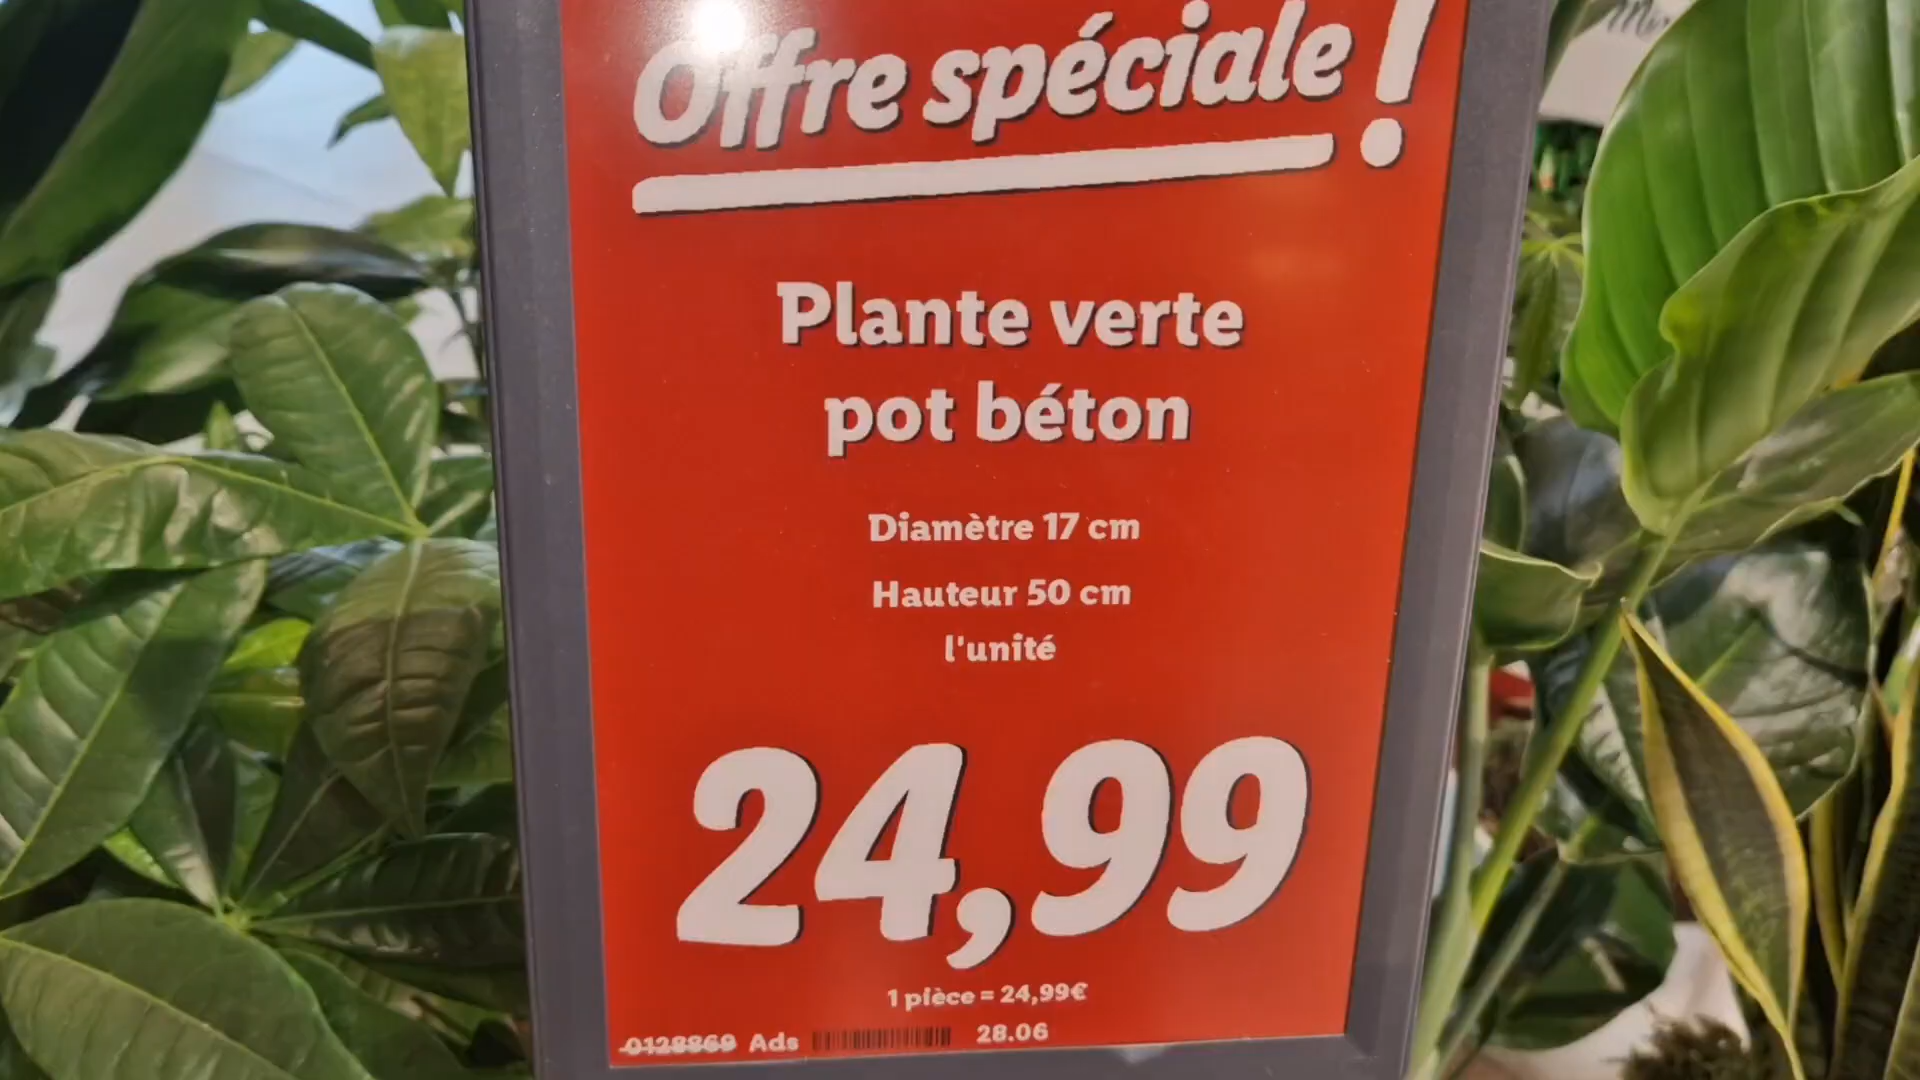 Offre spéciale !
Plante verte
pot béton
Diamètre 17 cm
Hauteur 50 cm
l'unité
24,99
1 pièce = 24,99€
0128869 Ads 28.06